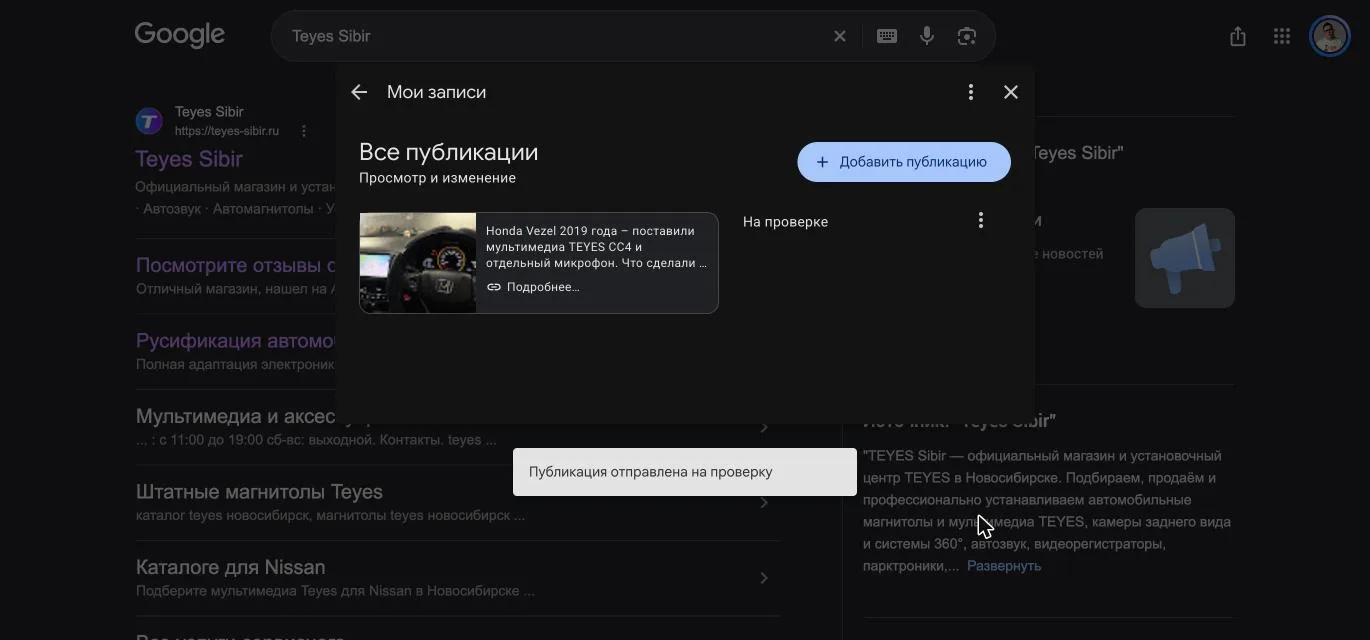 Google
Teyes Sibir
Мои записи
Teyes Sibir
https://teyes-sibir.ru
Teyes Sibir
Официальный магазин и устан
· Автозвук · Автомагнитолы · У
Посмотрите отзывы о
Отличный магазин, нашел на А
Русификация автомо
Полная адаптация электроник
Мультимедиа и аксес
... : с 11:00 до 19:00 сб-вс: выходной. Контакты. teyes ...
Штатные магнитолы Teyes
каталог teyes новосибирск, магнитолы teyes новосибирск ...
Каталоге для Nissan
Подберите мультимедиа Teyes для Nissan в Новосибирске ...
Все публикации
Просмотр и изменение
+ Добавить публикацию
Honda Vezel 2019 года – поставили
мультимедиа TEYES CC4 и
отдельный микрофон. Что сделали ...
Подробнее...
На проверке
Публикация отправлена на проверку
Teyes Sibir"
и
е новостей
"Teyes Sibir"
"TEYES Sibir — официальный магазин и установочный
центр TEYES в Новосибирске. Подбираем, продаём и
профессионально устанавливаем автомобильные
магнитолы и мультимедиа TEYES, камеры заднего вида
и системы 360°, автозвук, видеорегистраторы,
парктроники,... Развернуть